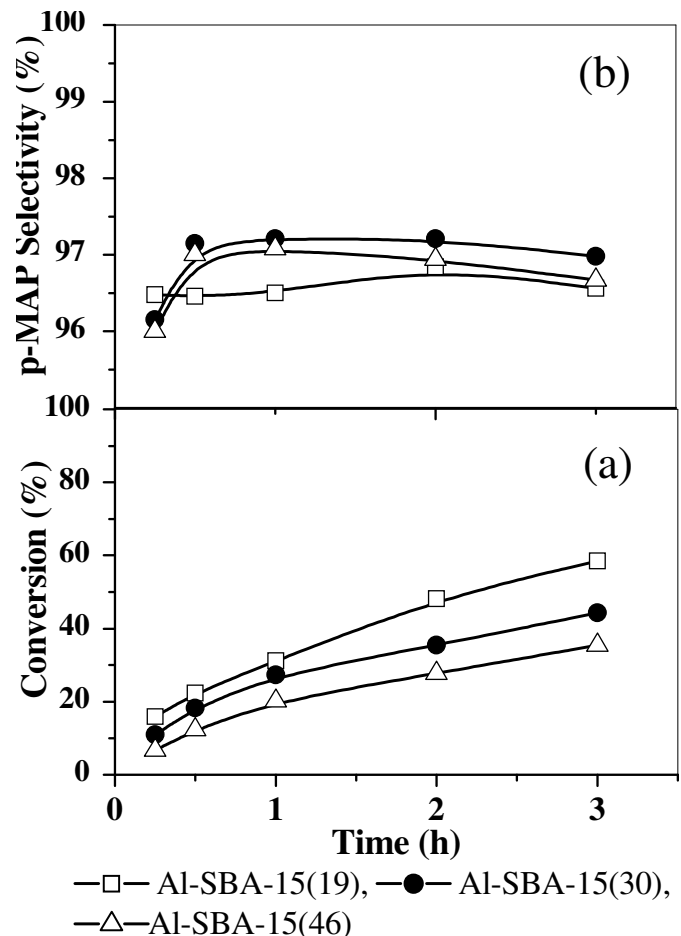 100
(b)
99
98
97
96
p-MAP Selectivity (%)
100
(a)
80
60
40
20
0
Conversion (%)
0 1 2 3
Time (h)
Al-SBA-15(19), Al-SBA-15(30),
Al-SBA-15(46)